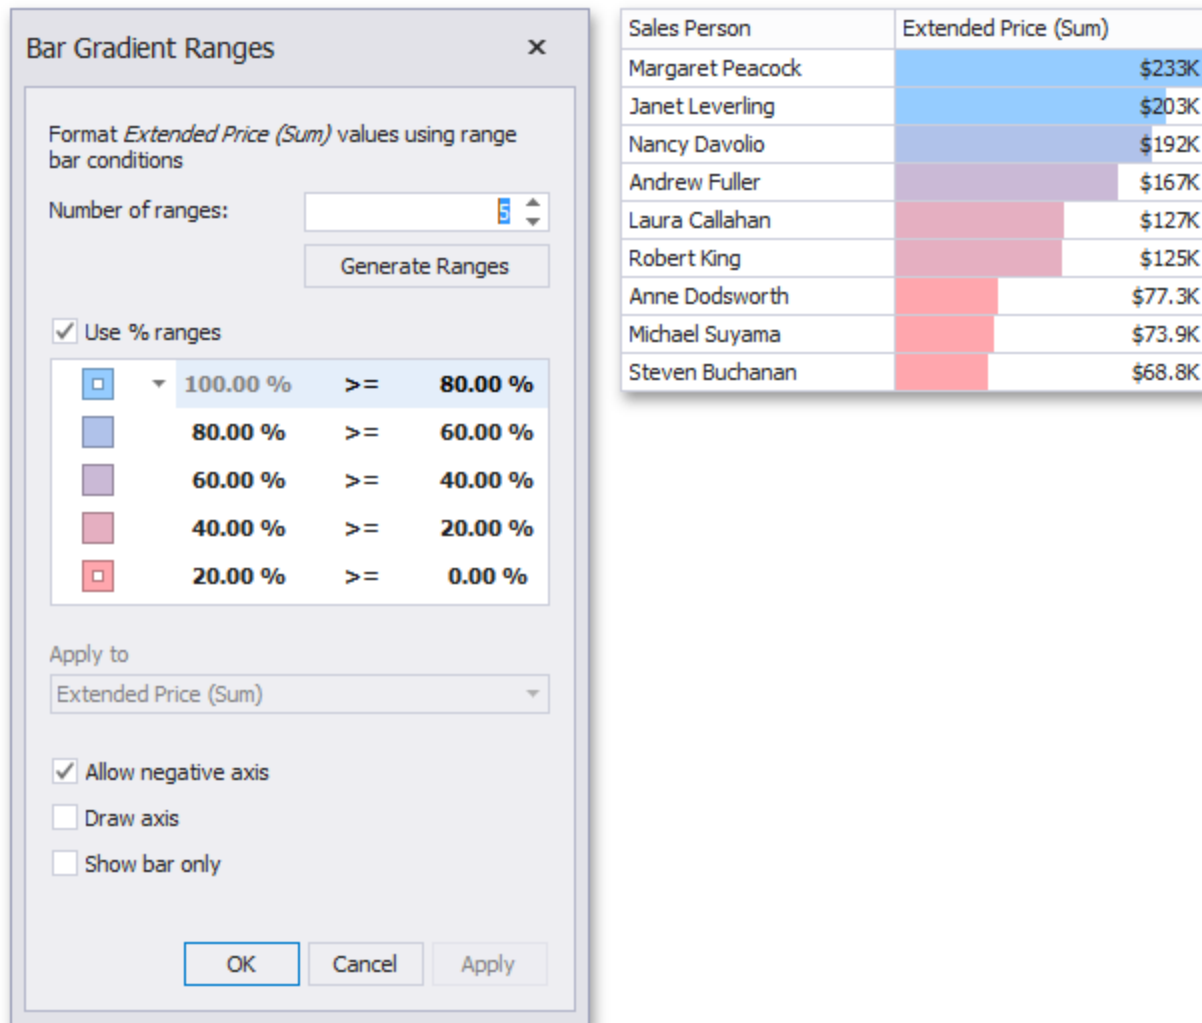 Bar Gradient Ranges
Format Extended Price (Sum) values using range
bar conditions
Number of ranges: 5
Generate Ranges
Use % ranges
100.00 % >= 80.00 %
80.00 % >= 60.00 %
60.00 % >= 40.00 %
40.00 % >= 20.00 %
20.00 % >= 0.00 %
Apply to
Extended Price (Sum)
Allow negative axis
Draw axis
Show bar only
OK Cancel Apply
Sales Person Extended Price (Sum)
Margaret Peacock $233K
Janet Leverling $203K
Nancy Davolio $192K
Andrew Fuller $167K
Laura Callahan $127K
Robert King $125K
Anne Dodsworth $77.3K
Michael Suyama $73.9K
Steven Buchanan $68.8K